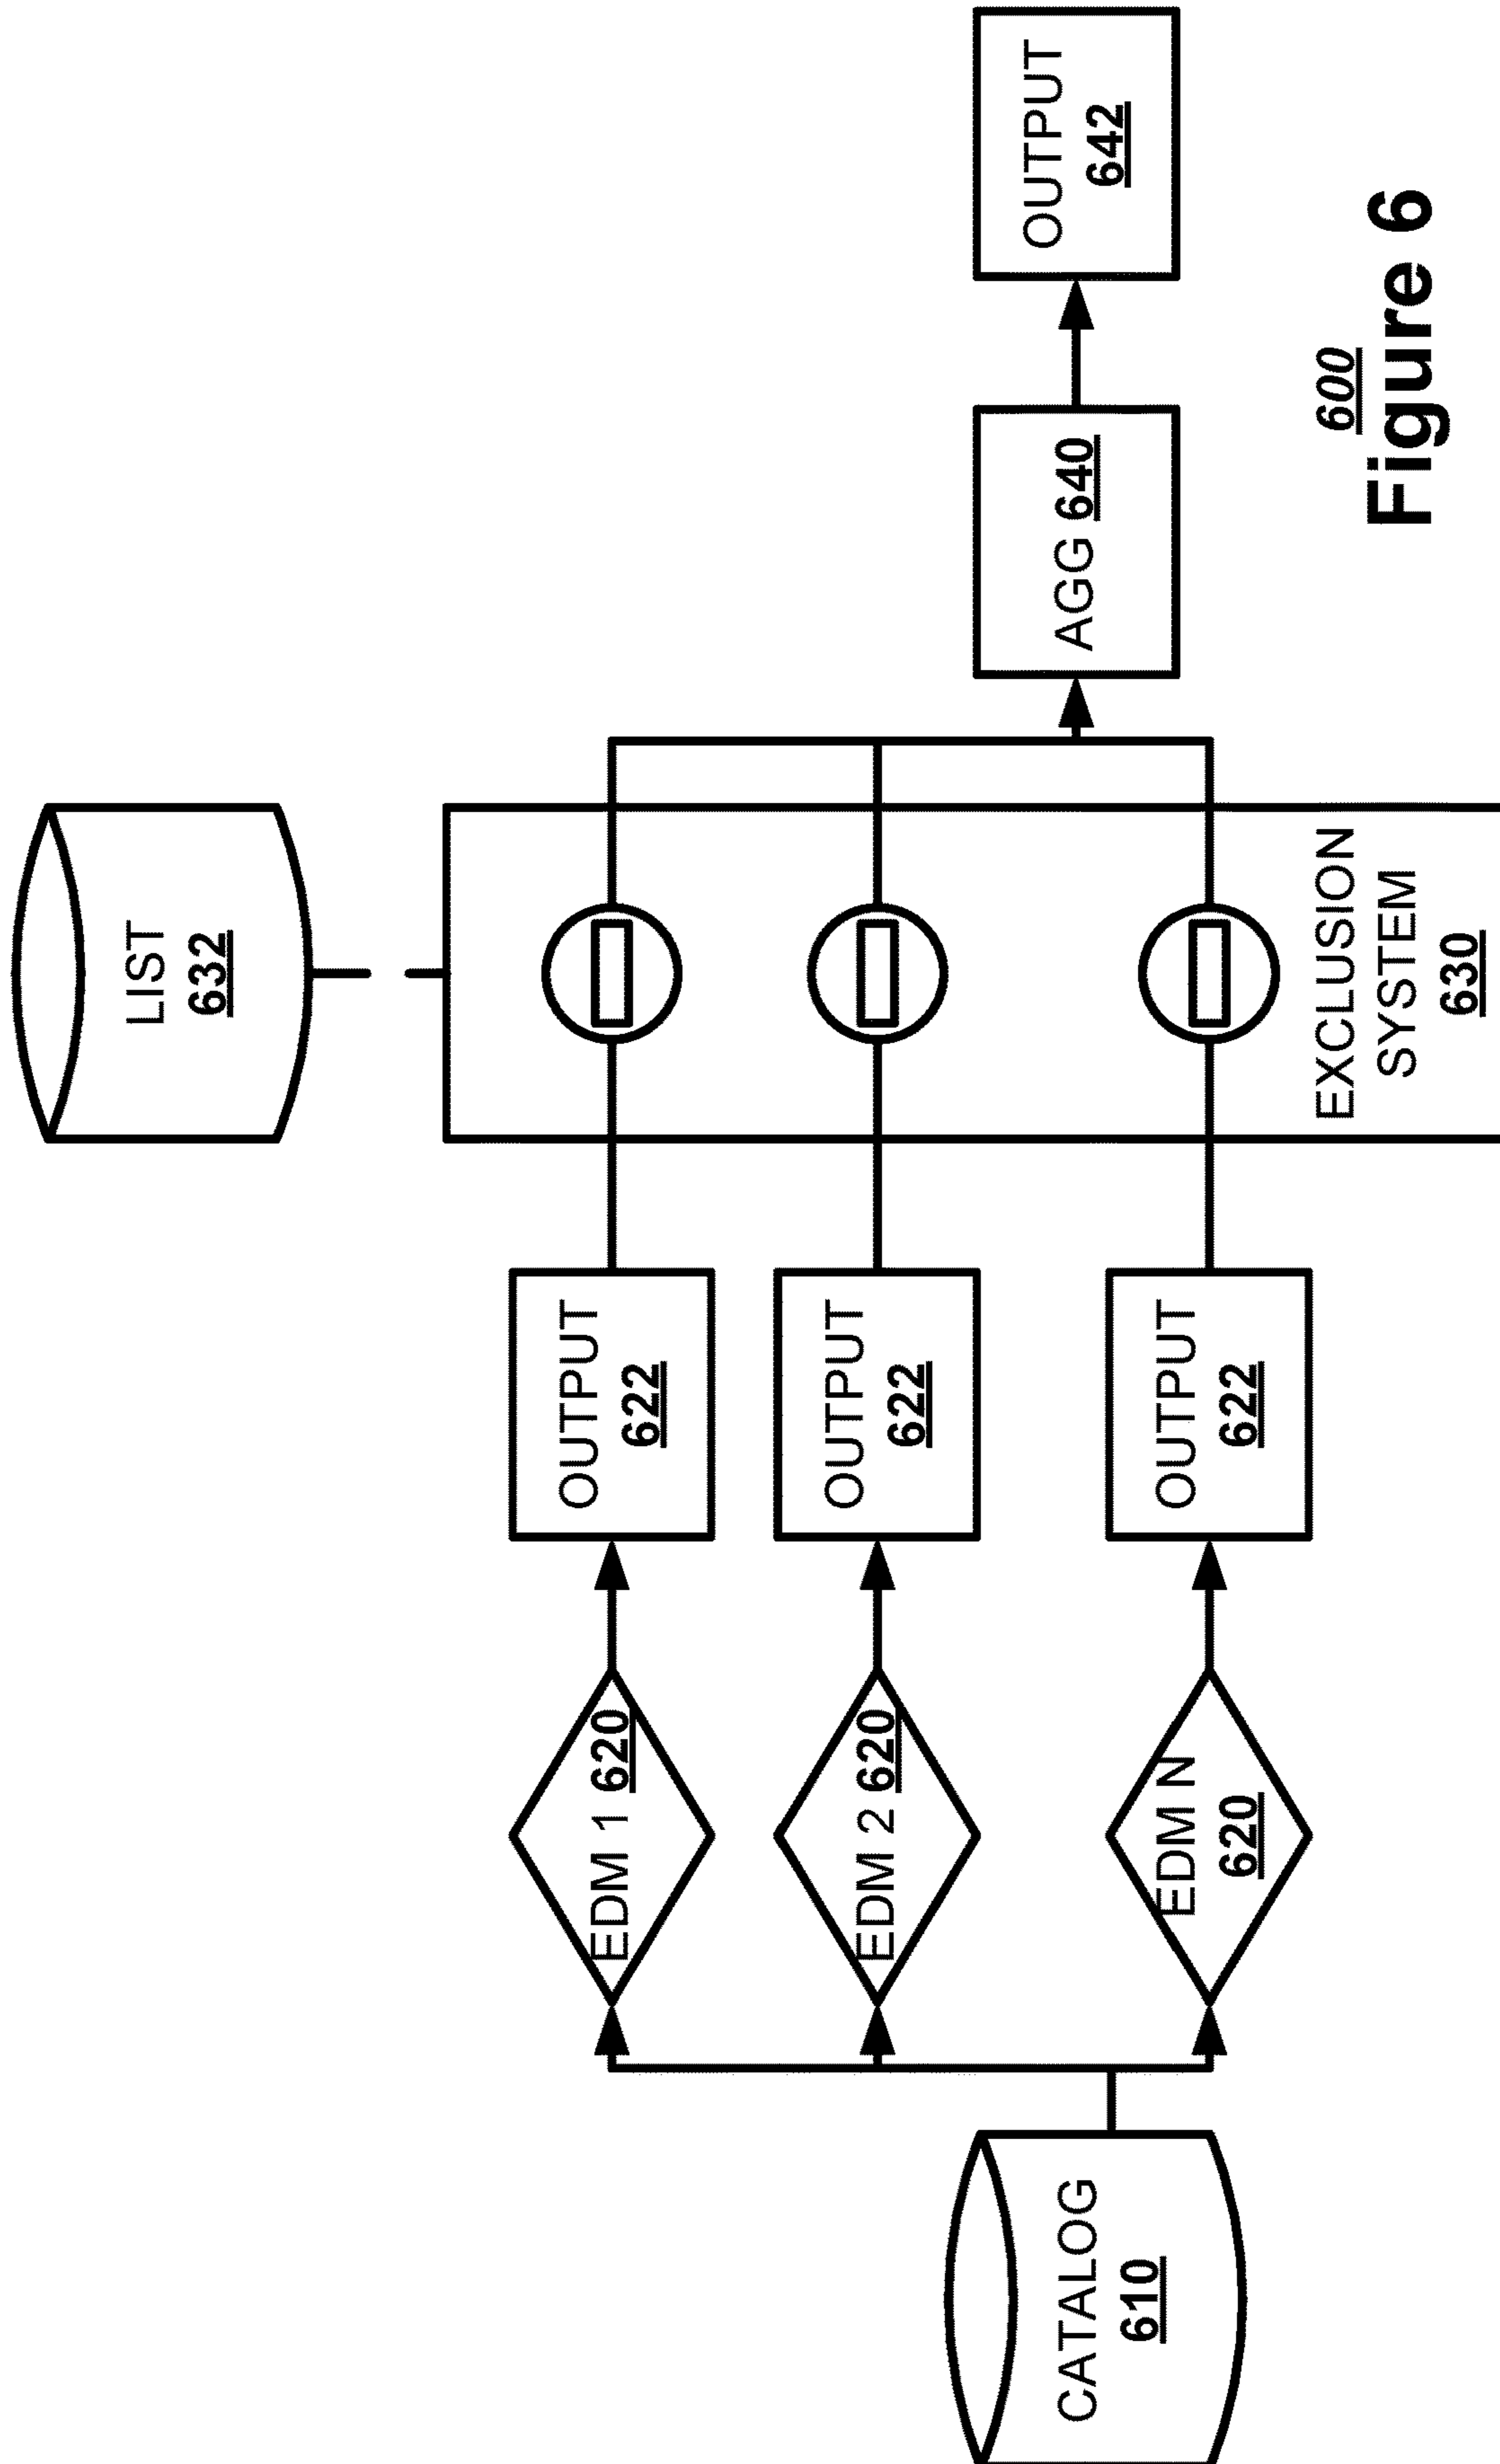 LIST
632
CATALOG
610
EDM 1 620
EDM 2 620
EDM N
620
OUTPUT
622
OUTPUT
622
OUTPUT
622
EXCLUSION
SYSTEM
630
AGG 640
OUTPUT
642
600
Figure 6